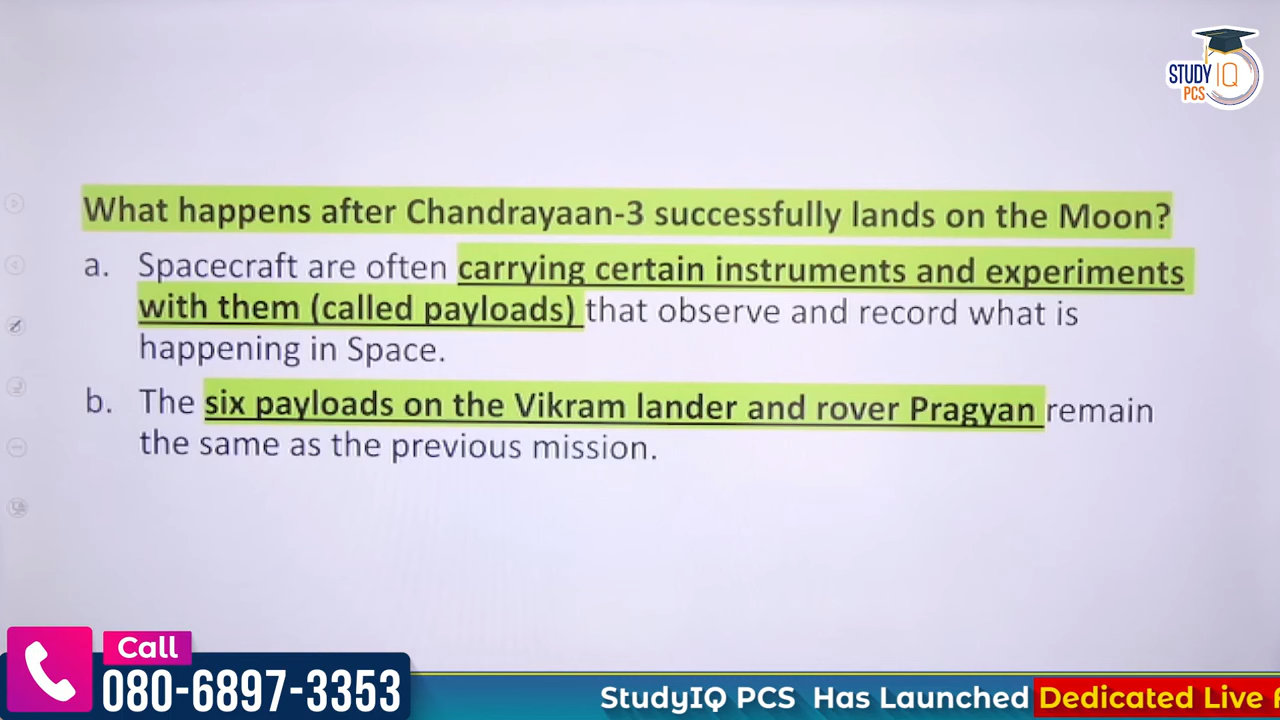 STUDY IQ
PCS
What happens after Chandrayaan-3 successfully lands on the Moon?
a. Spacecraft are often carrying certain instruments and experiments
with them (called payloads) that observe and record what is
happening in Space.
b. The six payloads on the Vikram lander and rover Pragyan remain
the same as the previous mission.
Call
080-6897-3353
StudyIQ PCS Has Launched Dedicated Live